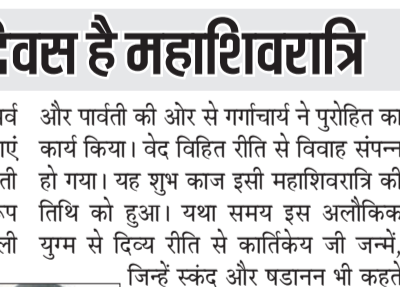 दिवस है महाशिवरात्रि
और पार्वती की ओर से गर्गाचार्य ने पुरोहित का
कार्य किया। वेद विहित रीति से विवाह संपन्न
हो गया। यह शुभ काज इसी महाशिवरात्रि की
तिथि को हुआ। यथा समय इस अलौकिक
युग्म से दिव्य रीति से कार्तिकेय जी जन्में,
जिन्हें स्कंद और षडानन भी कहते